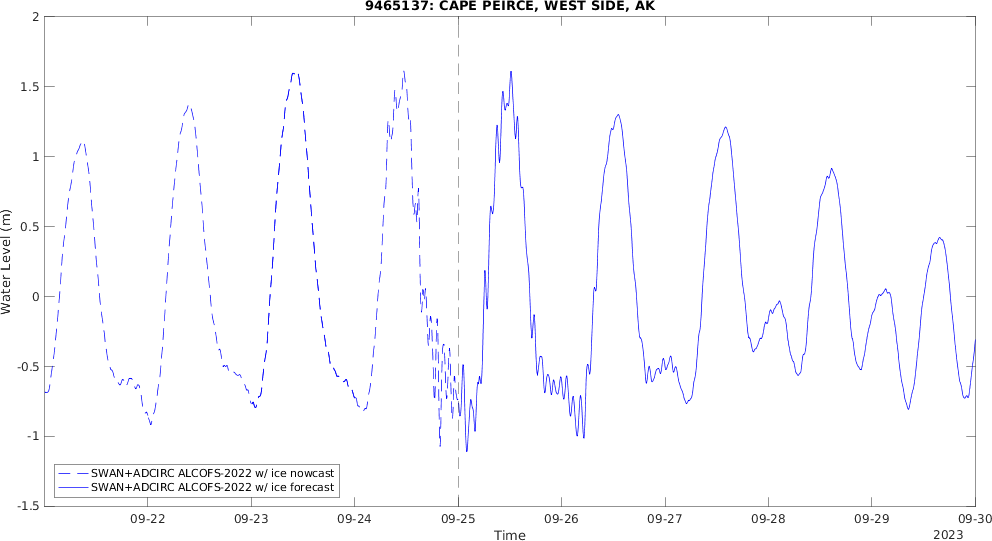 9465137: CAPE PEIRCE, WEST SIDE, AK
2
1.5
1
0.5
0
-0.5
-1
-1.5
Water Level (m)
SWAN+ADCIRC ALCOFS-2022 w/ ice nowcast
SWAN+ADCIRC ALCOFS-2022 w/ ice forecast
09-22 09-23 09-24 09-25 09-26 09-27 09-28 09-29 09-30
Time
2023